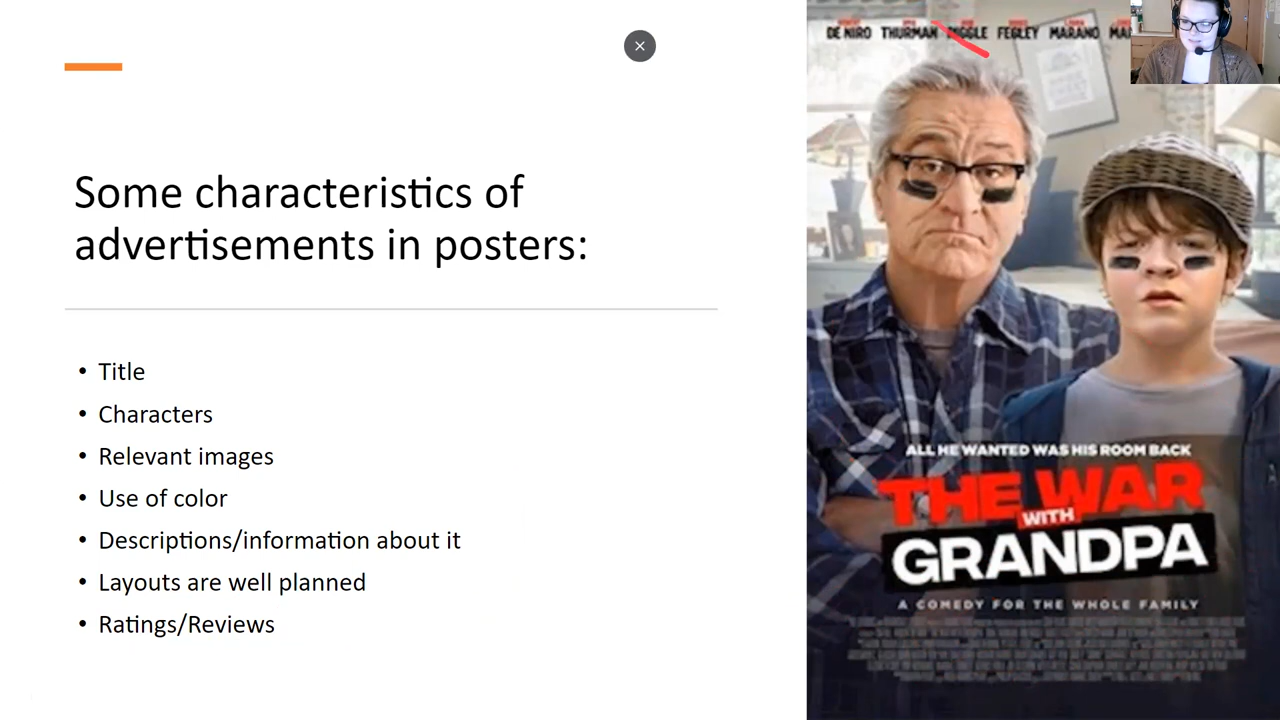 Some characteristics of
advertisements in posters:
• Title
• Characters
• Relevant images
• Use of color
• Descriptions/information about it
• Layouts are well planned
• Ratings/Reviews
DE NIRO THURMAN RIGGLE FEGLEY MARANO
ALL HE WANTED WAS HIS ROOM BACK
THE WAR
WITH
GRANDPA
A COMEDY FOR THE WHOLE FAMILY